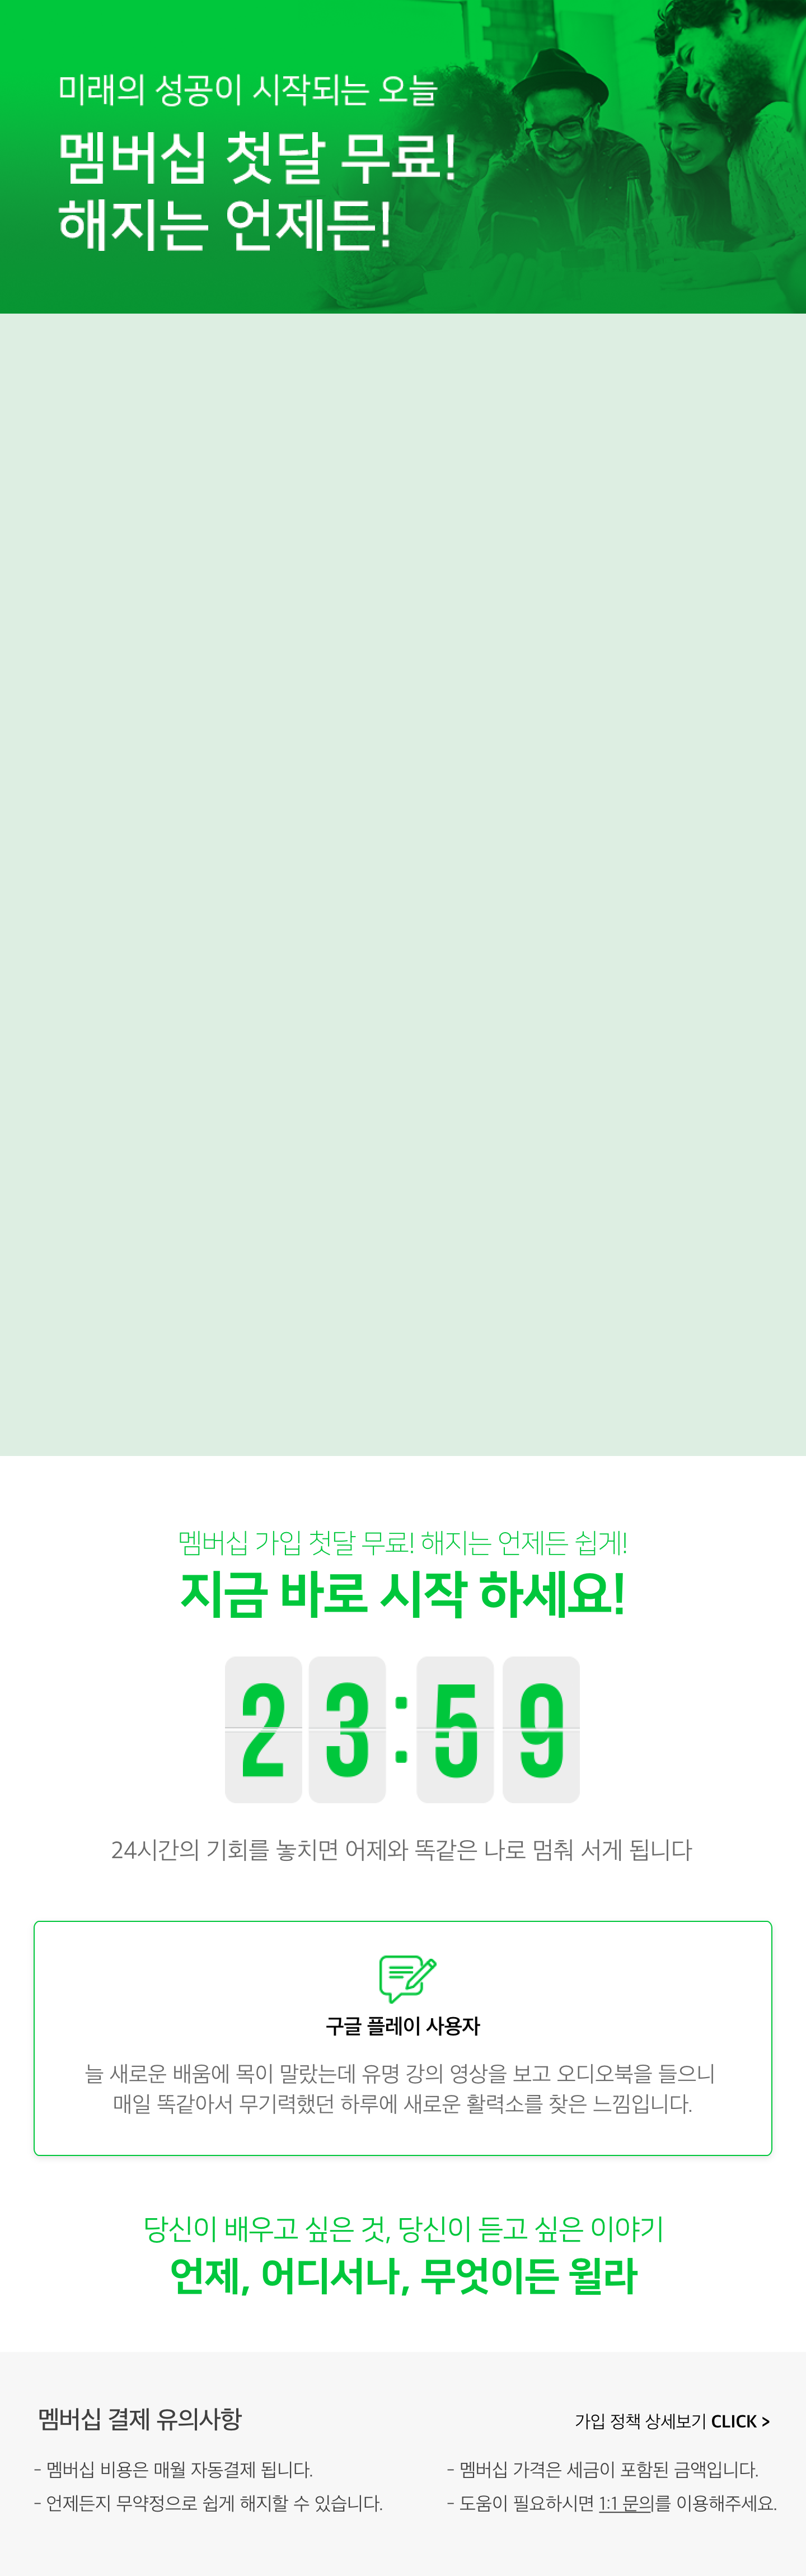 미래의 성공이 시작되는 오늘
멤버십 첫달 무료!
해지는 언제든!
멤버십 가입 첫달 무료! 해지는 언제든 쉽게!
지금 바로 시작 하세요!
23:59
24시간의 기회를 놓치면 어제와 똑같은 나로 멈춰 서게 됩니다
구글 플레이 사용자
늘 새로운 배움에 목이 말랐는데 유명 강의 영상을 보고 오디오북을 들으니
매일 똑같아서 무기력했던 하루에 새로운 활력소를 찾은 느낌입니다.
당신이 배우고 싶은 것, 당신이 듣고 싶은 이야기
언제, 어디서나, 무엇이든 윌라
멤버십 결제 유의사항
가입 정책 상세보기 CLICK >
- 멤버십 비용은 매월 자동결제 됩니다.
- 언제든지 무약정으로 쉽게 해지할 수 있습니다.
- 멤버십 가격은 세금이 포함된 금액입니다.
- 도움이 필요하시면 1:1 문의를 이용해주세요.